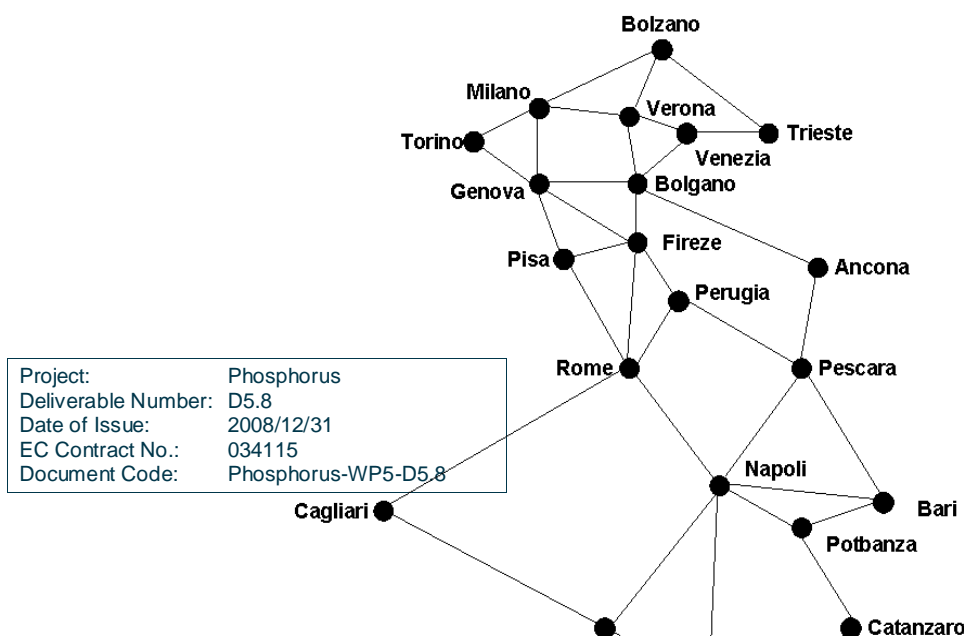 Bolzano
Milano
Verona
Torino
Trieste
Venezia
Genova
Bolgano
Fireze
Pisa
Ancona
Perugia
Rome
Pescara
Project: Phosphorus
Deliverable Number: D5.8
Date of Issue: 2008/12/31
EC Contract No.: 034115
Document Code: Phosphorus-WP5-D5.8
Napoli
Cagliari
Bari
Potbanza
Catanzaro